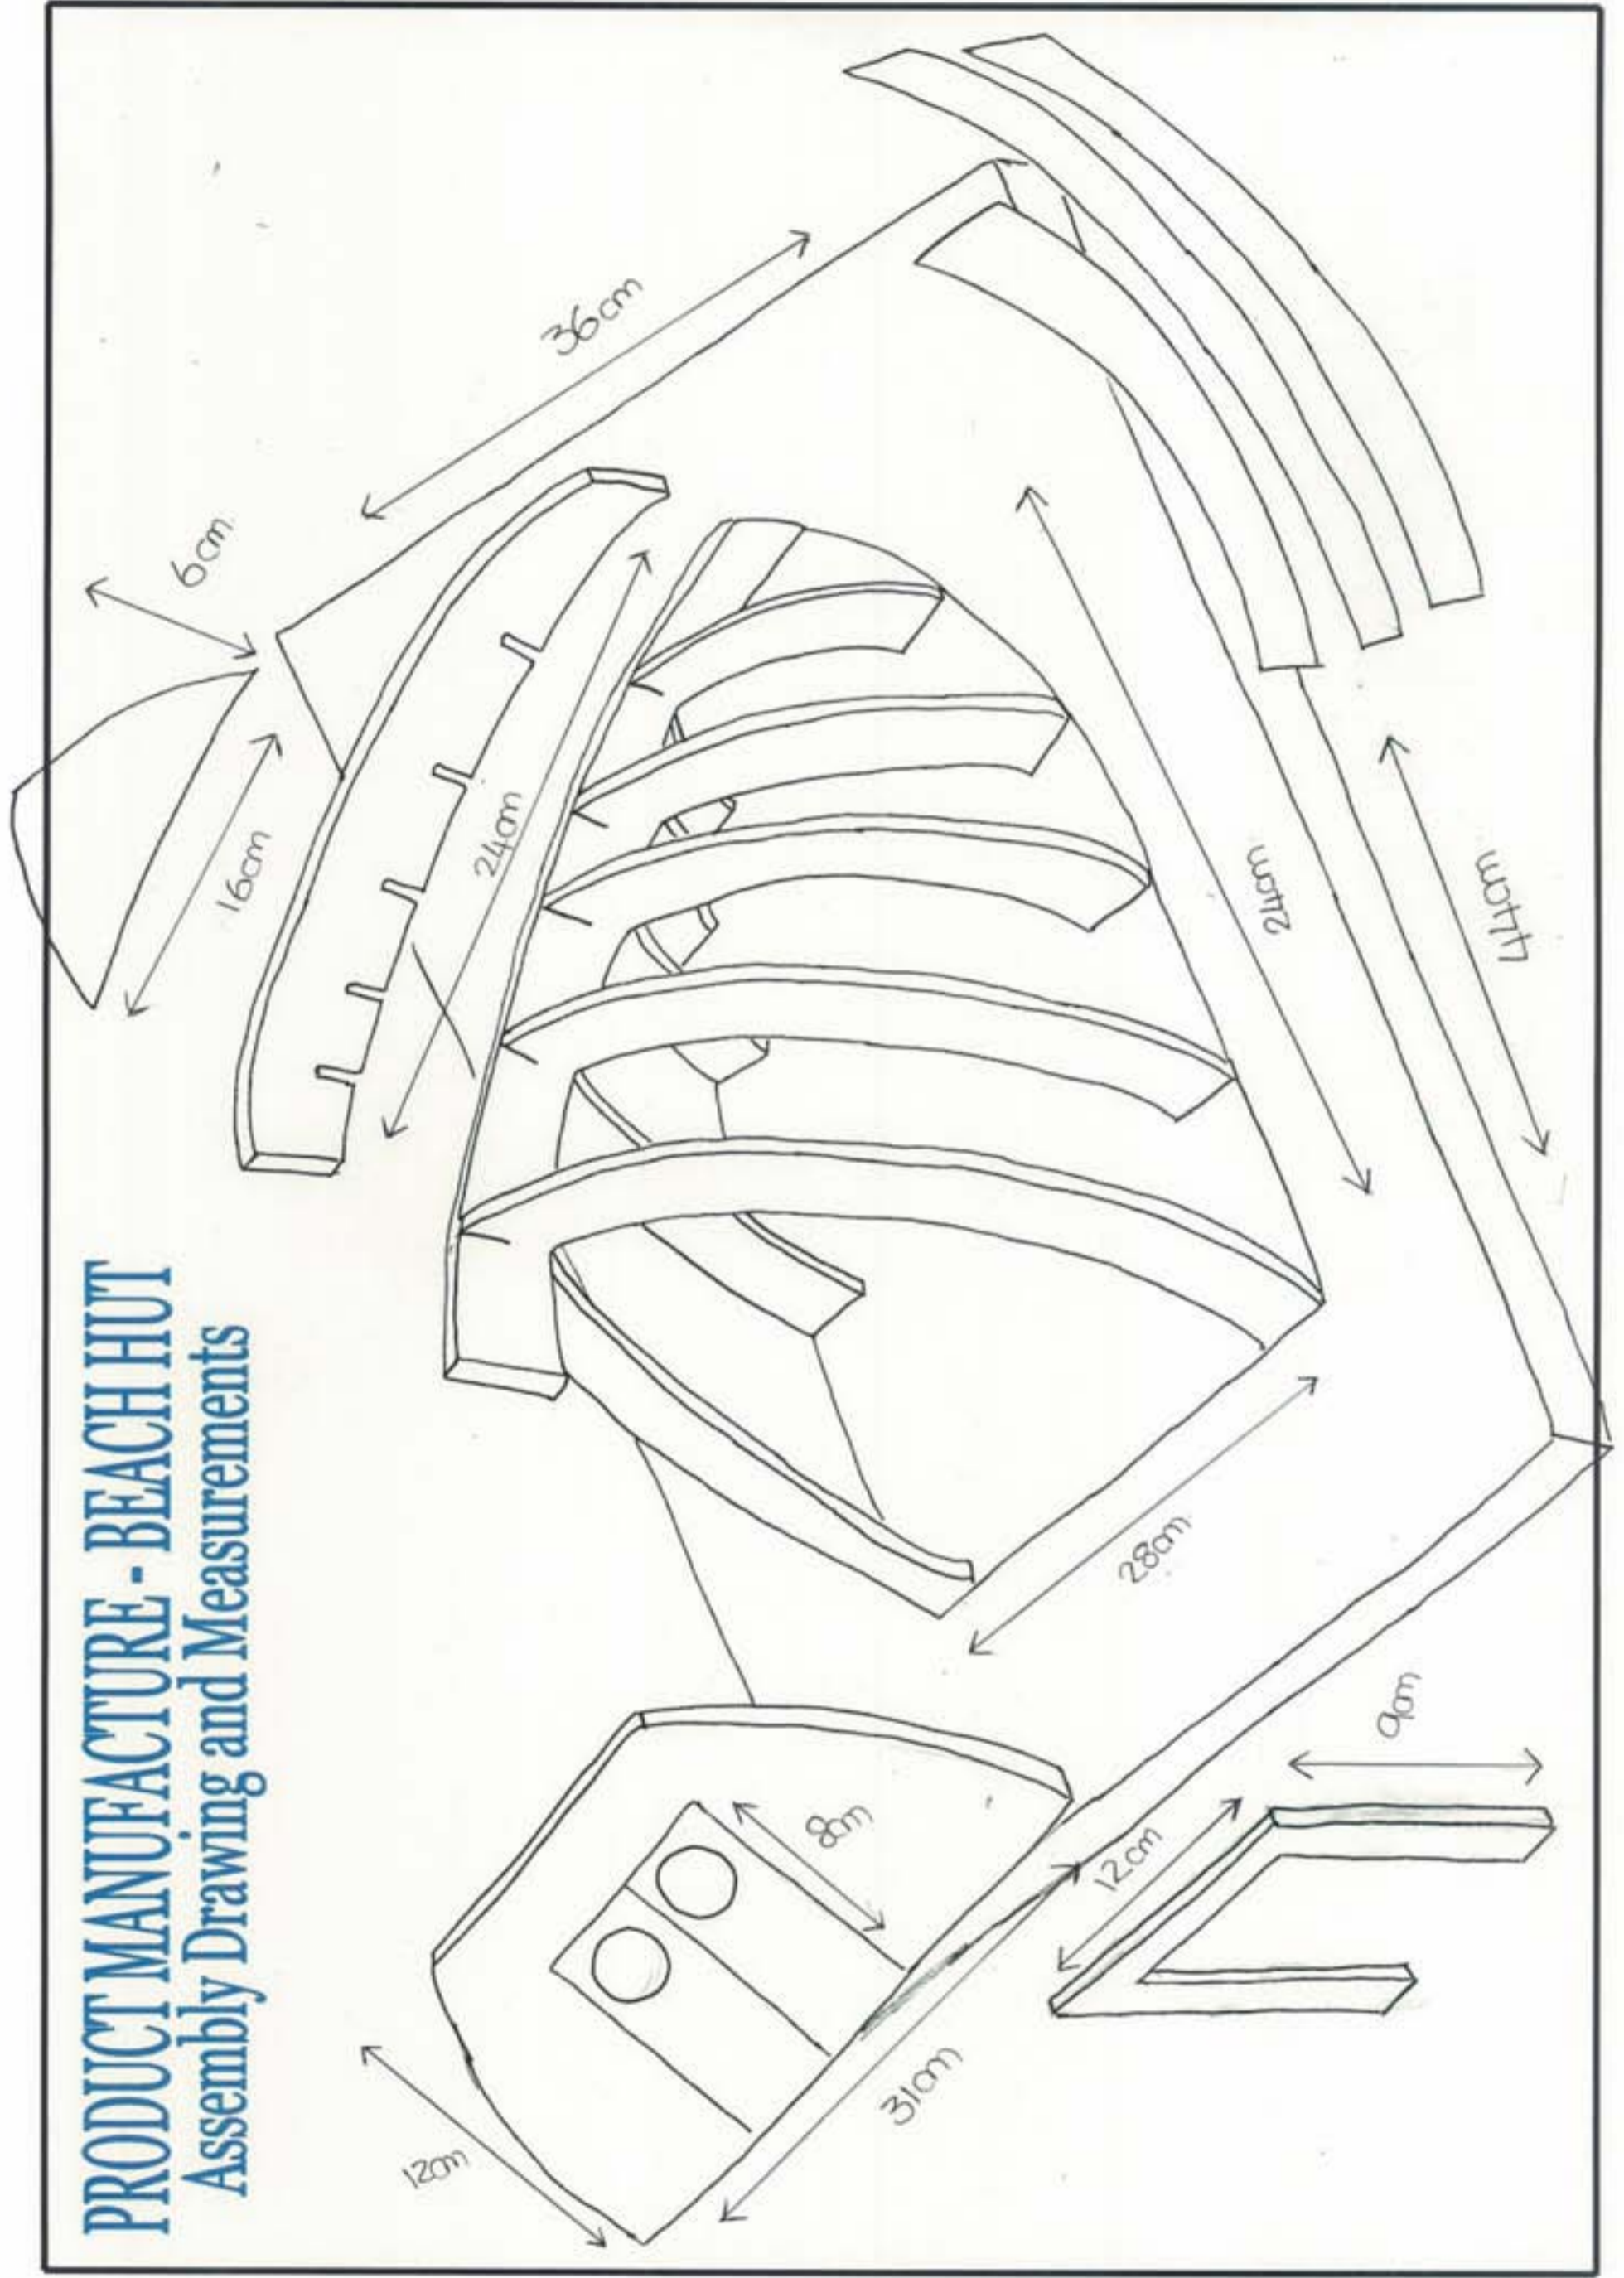 PRODUCT MANUFACTURE - BEACH HUT
Assembly Drawing and Measurements
6cm
16cm
12cm
24cm
36cm
8cm
31cm
12cm
28cm
24cm
9cm
44cm